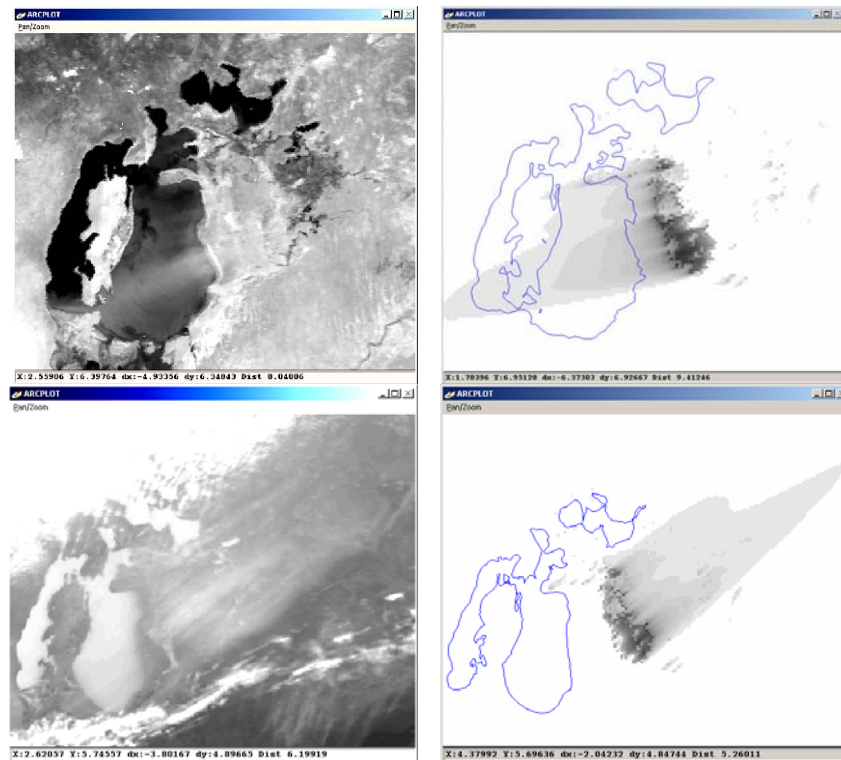 ARCPLOT
Pan/Zoom
X:2.55906 Y:6.39764 dx:-4.93356 dy:6.34843 Dist 8.04006
ARCPLOT
Pan/Zoom
X:1.70396 Y:6.95120 dx:-6.37303 dy:6.92667 Dist 9.41246
ARCPLOT
Pan/Zoom
X:2.62057 Y:5.74557 dx:-3.80167 dy:4.89665 Dist 6.19919
ARCPLOT
Pan/Zoom
X:4.37992 Y:5.69636 dx:-2.04232 dy:4.84744 Dist 5.26011